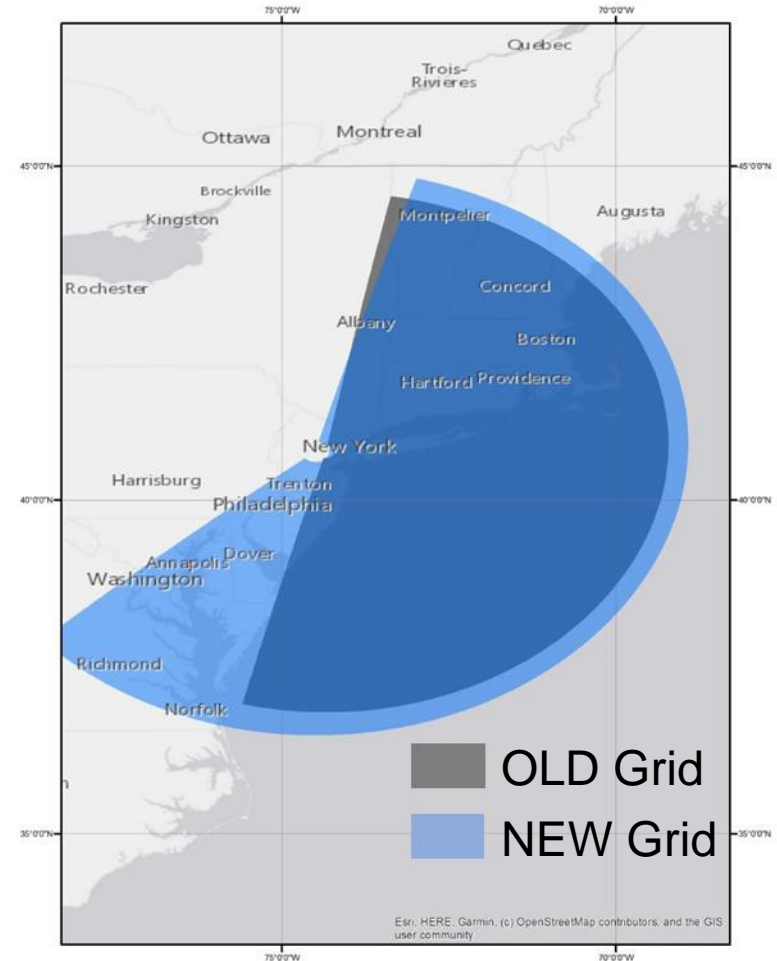 75°0'0"W 70°0'0"W
Quebec
Trois-
Rivieres
Ottawa Montreal
45°0'0"N 45°0'0"N
Brockville
Kingston
Montpelier Augusta
Rochester
Concord
Albany
Boston
Hartford Providence
New York
Harrisburg Trenton
40°0'0"N 40°0'0"N
Philadelphia
Dover
Annapolis
Washington
Richmond
Norfolk
OLD Grid
n
NEW Grid
35°0'0"N 35°0'0"N
Esri, HERE, Garmin, (c) OpenStreetMap contributors, and the GIS
user community
75°0'0"W 70°0'0"W